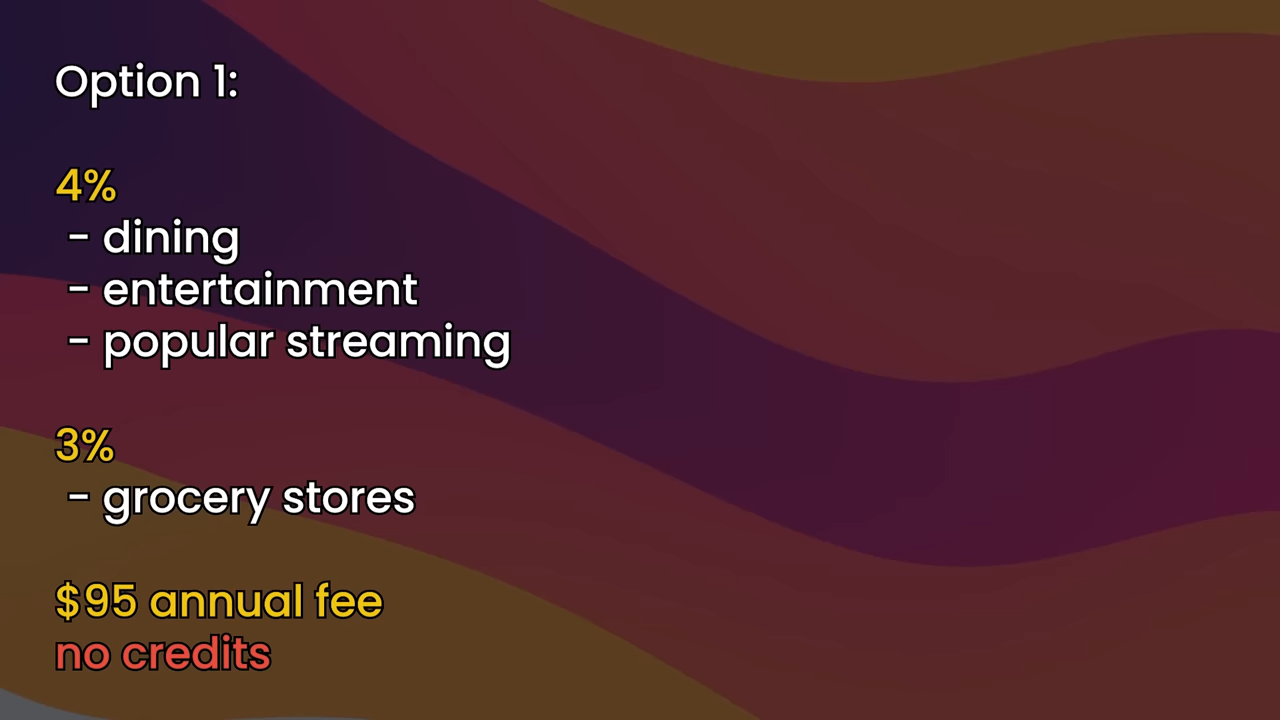 Option 1:
4%
- dining
- entertainment
- popular streaming
3%
- grocery stores
$95 annual fee
no credits